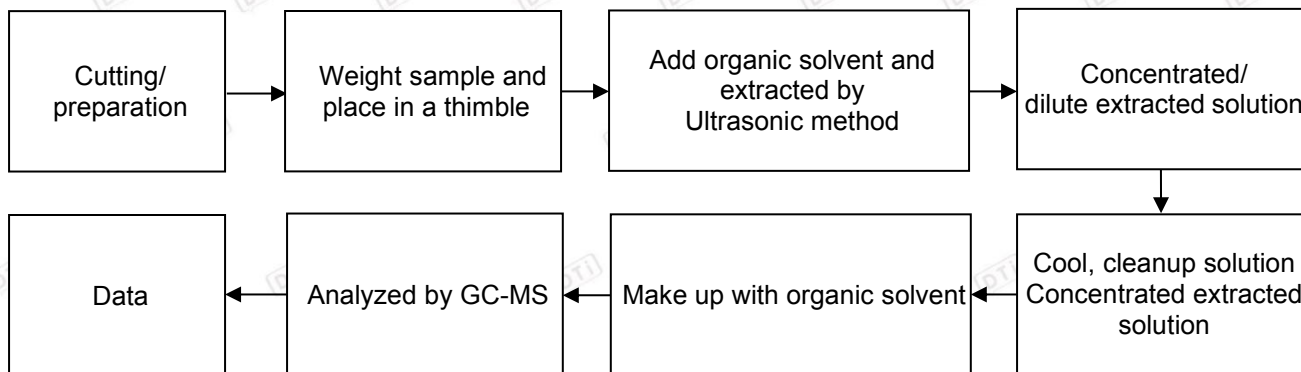 Cutting/
preparation
Weight sample and
place in a thimble
Add organic solvent and
extracted by
Ultrasonic method
Concentrated/
dilute extracted solution
Cool, cleanup solution
Concentrated extracted
solution
Make up with organic solvent
Analyzed by GC-MS
Data